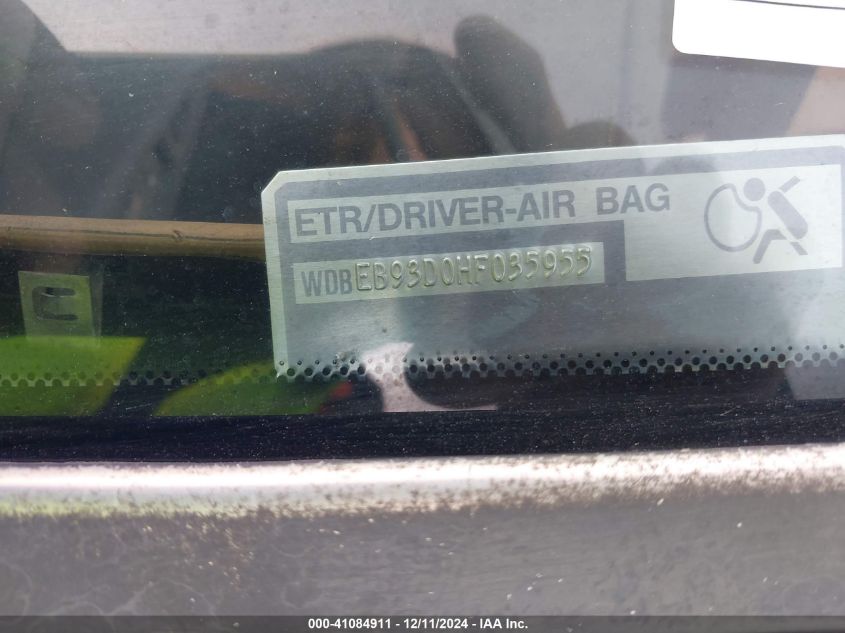 ETR/DRIVER-AIR BAG
WDBEB93D0HF035955
C
000-41084911 - 12/11/2024 - IAA Inc.